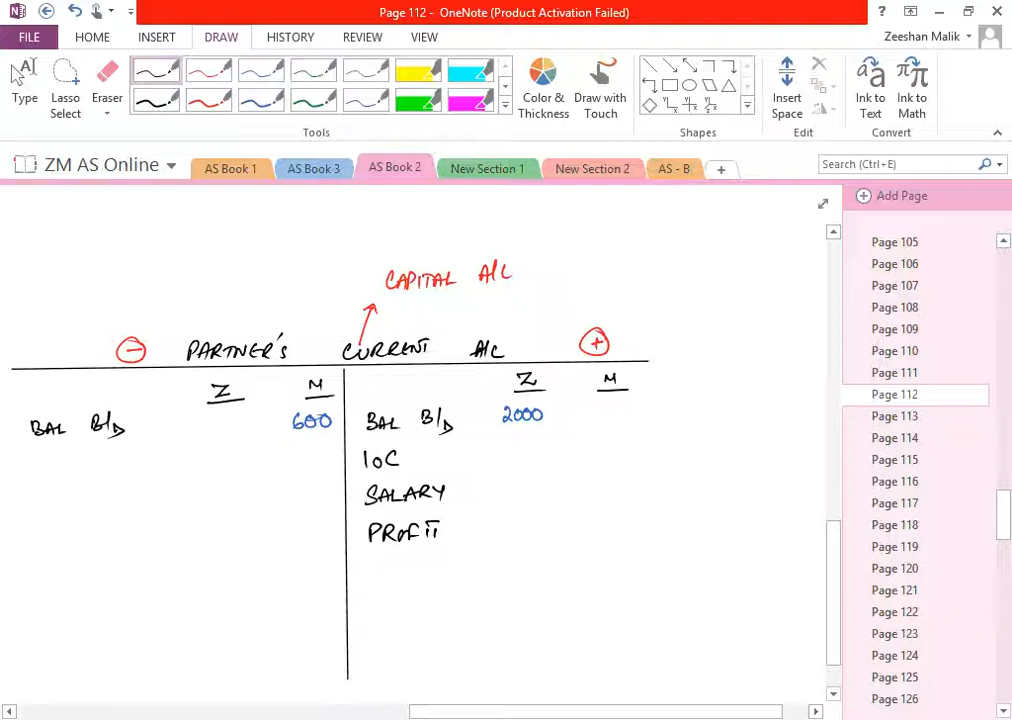 Page 112 - OneNote (Product Activation Failed)
?
FILE HOME INSERT DRAW HISTORY REVIEW VIEW
Zeeshan Malik
Type
Lasso Select
Eraser
Color & Thickness
Draw with Touch
Insert Space
Ink to Text
Ink to Math
Tools Shapes Edit Convert
ZM AS Online
AS Book 1 AS Book 3 AS Book 2 New Section 1 New Section 2 AS - B
Search (Ctrl+E)
Add Page
CAPITAL A/C
- PARTNER'S CURRENT A/C +
Z M Z M
BAL B/D 600 BAL B/D 2000
IOC
SALARY
PROFIT
Page 105
Page 106
Page 107
Page 108
Page 109
Page 110
Page 111
Page 112
Page 113
Page 114
Page 115
Page 116
Page 117
Page 118
Page 119
Page 120
Page 121
Page 122
Page 123
Page 124
Page 125
Page 126